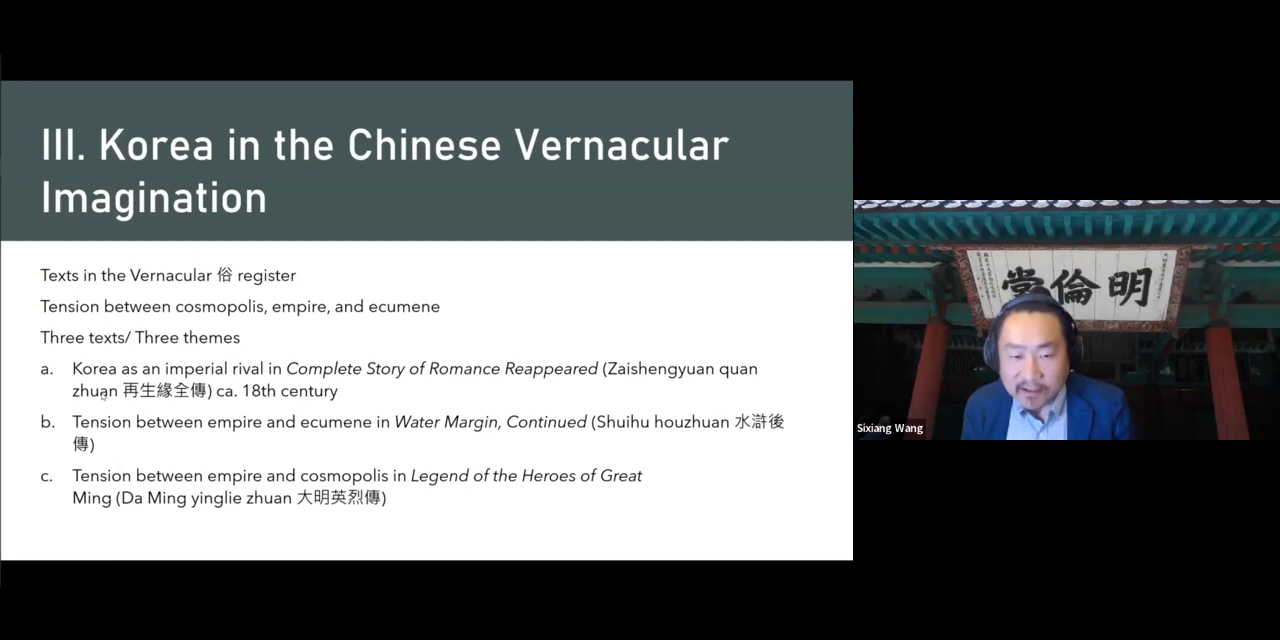 III. Korea in the Chinese Vernacular
Imagination
Texts in the Vernacular 俗 register
Tension between cosmopolis, empire, and ecumene
Three texts/ Three themes
a. Korea as an imperial rival in Complete Story of Romance Reappeared (Zaishengyuan quan
zhuan 再生緣全傳) ca. 18th century
b. Tension between empire and ecumene in Water Margin, Continued (Shuihu houzhuan 水滸後
傳)
c. Tension between empire and cosmopolis in Legend of the Heroes of Great
Ming (Da Ming yinglie zhuan 大明英烈傳)
明倫堂
Sixiang Wang